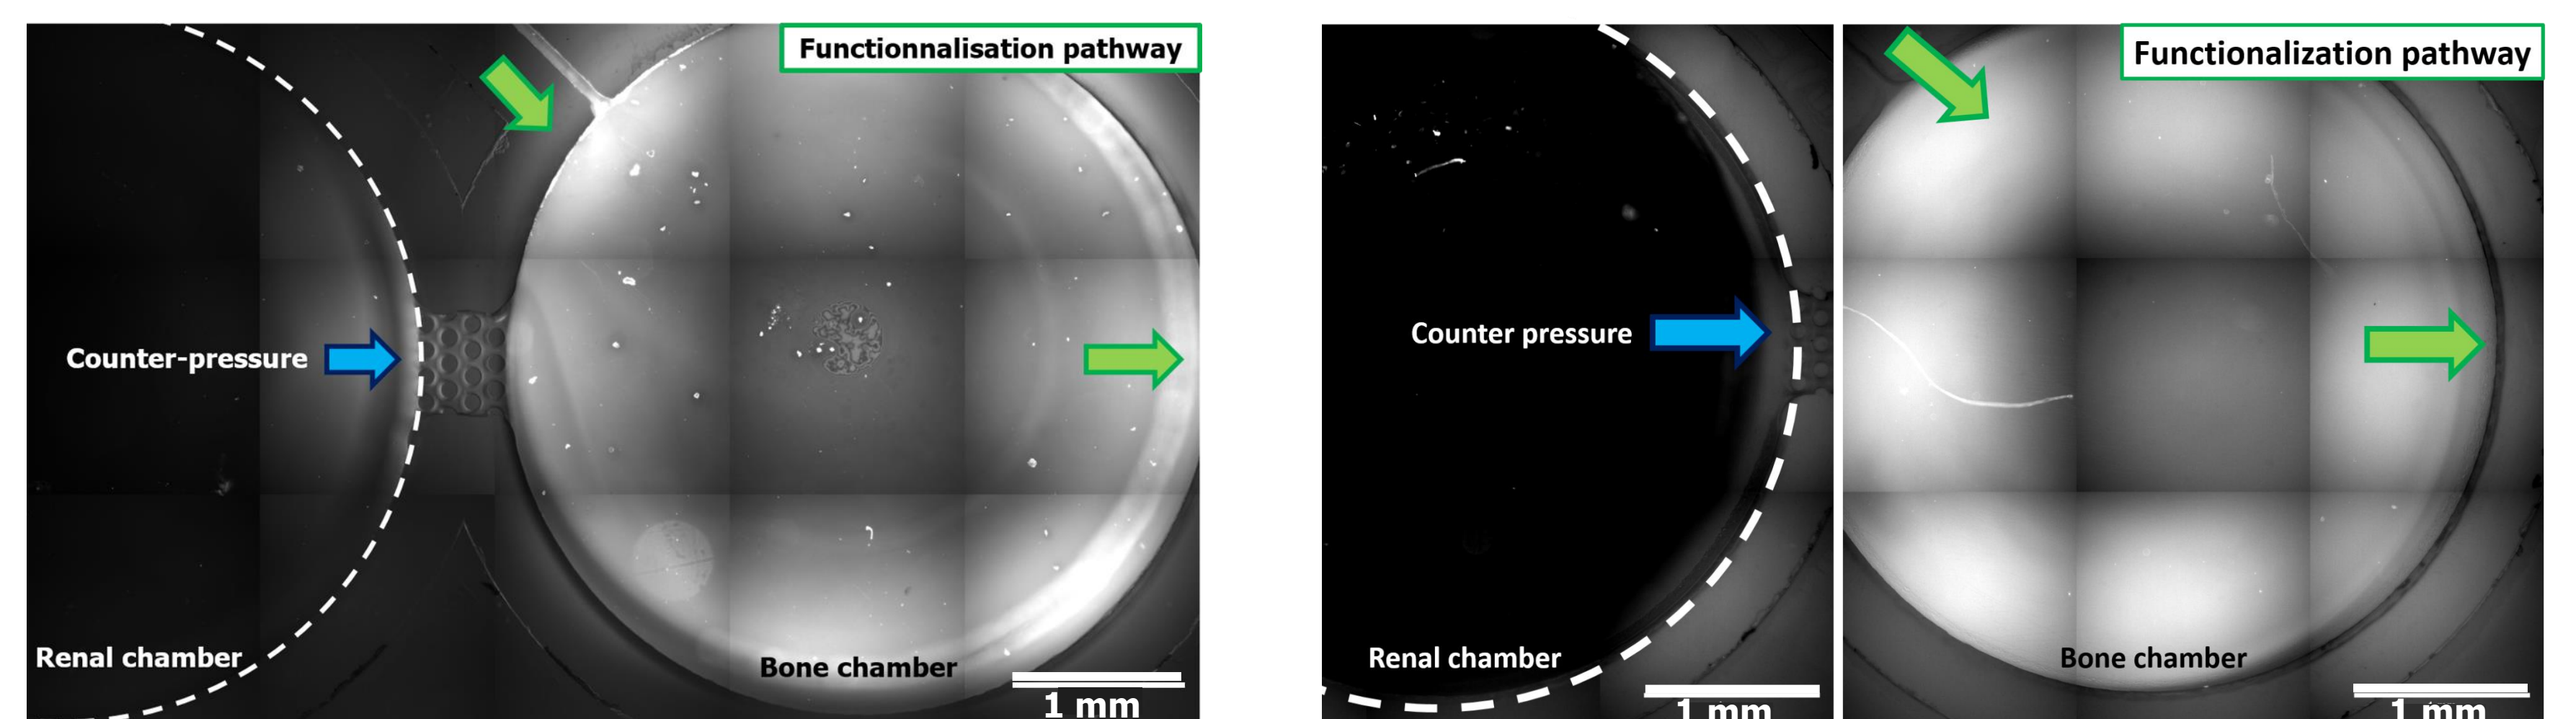 Functionnalisation pathway
Counter-pressure
Renal chamber
Bone chamber
1 mm
Functionalization pathway
Counter pressure
Renal chamber
1 mm
Bone chamber
1 mm